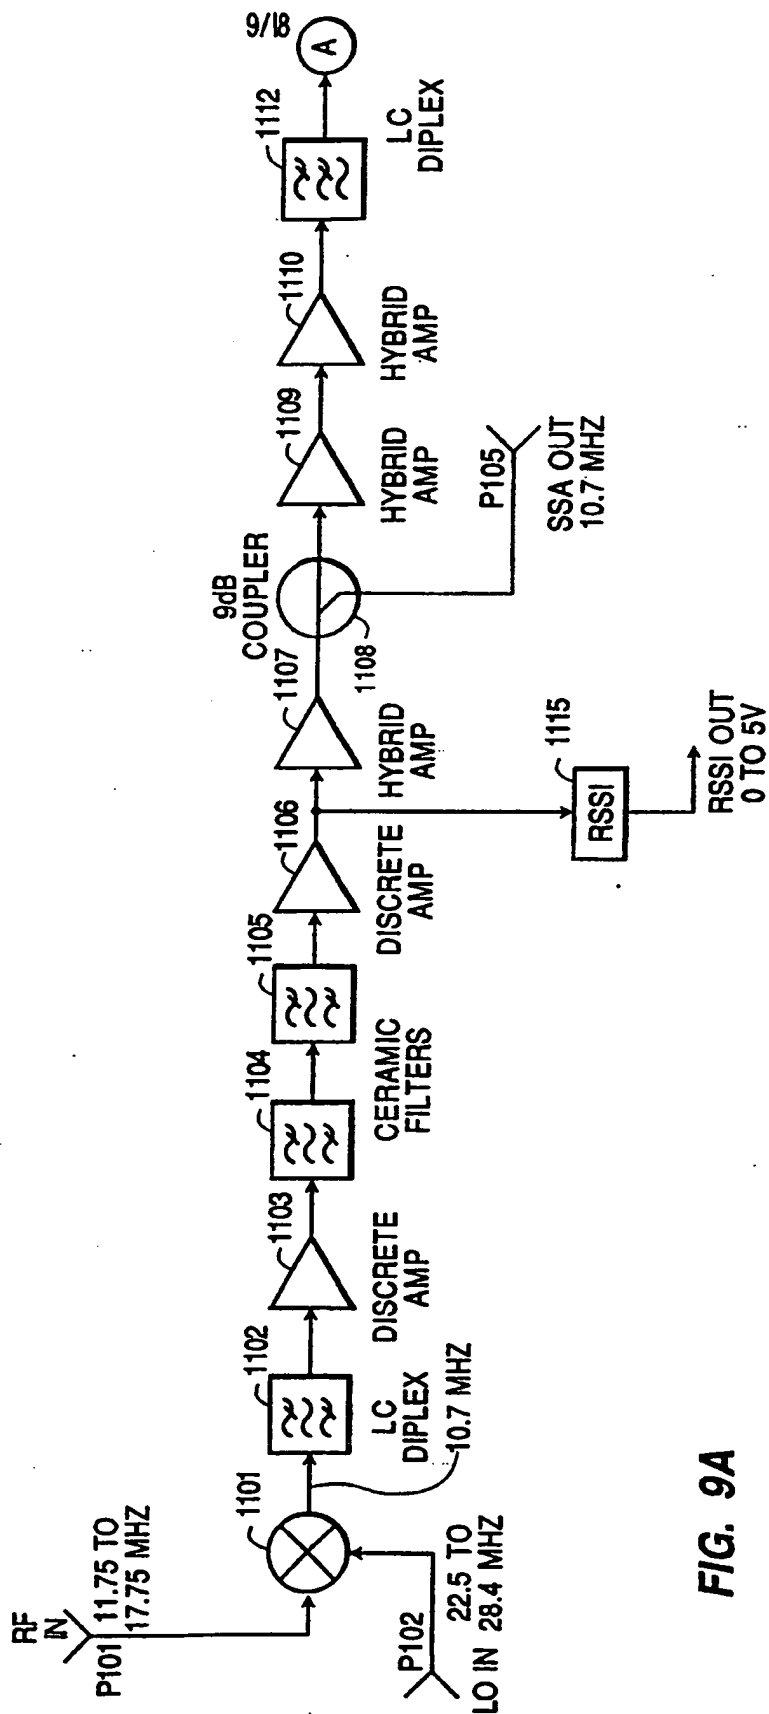 RF
IN
P101
11.75 TO
17.75 MHZ
P102
LO IN
22.5 TO
28.4 MHZ
1101
10.7 MHZ
1102
LC
DIPLEX
1103
DISCRETE
AMP
1104
1105
CERAMIC
FILTERS
1106
DISCRETE
AMP
1115
RSSI
RSSI OUT
0 TO 5V
1107
HYBRID
AMP
9dB
COUPLER
1108
P105
SSA OUT
10.7 MHZ
1109
HYBRID
AMP
1110
HYBRID
AMP
1112
LC
DIPLEX
A
FIG. 9A